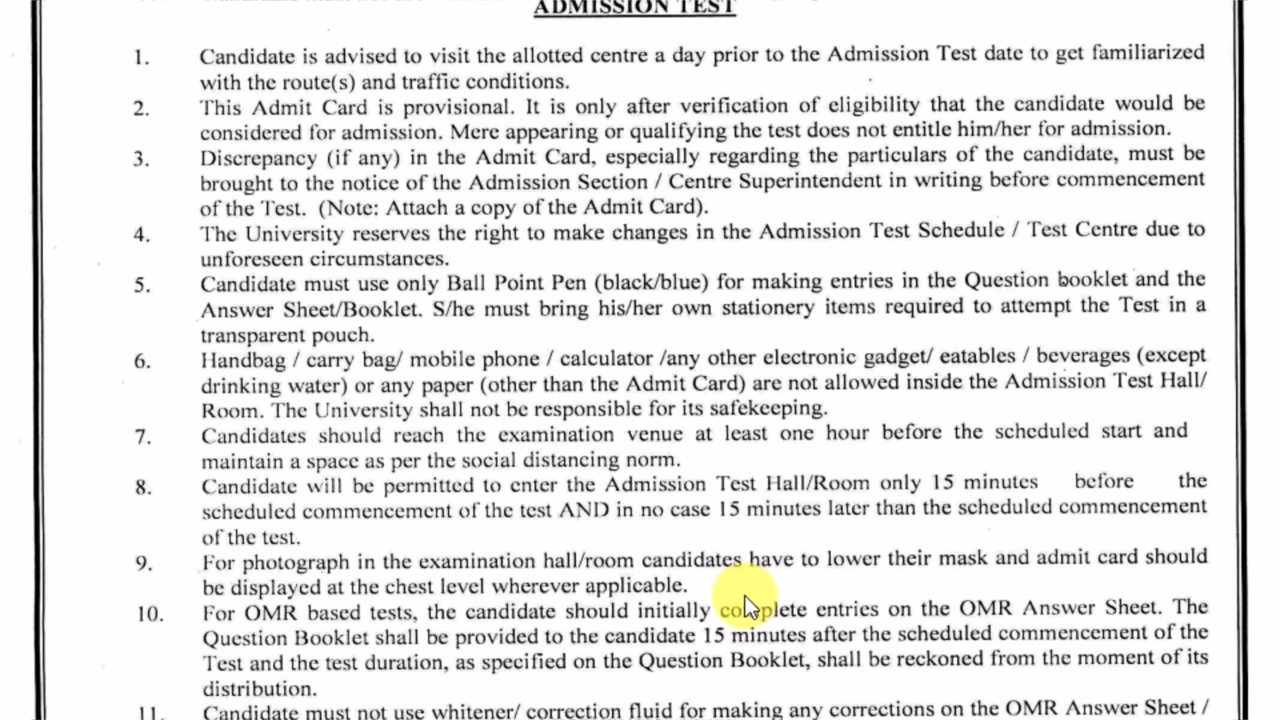 ADMISSION TEST
1. Candidate is advised to visit the allotted centre a day prior to the Admission Test date to get familiarized
with the route(s) and traffic conditions.
2. This Admit Card is provisional. It is only after verification of eligibility that the candidate would be
considered for admission. Mere appearing or qualifying the test does not entitle him/her for admission.
3. Discrepancy (if any) in the Admit Card, especially regarding the particulars of the candidate, must be
brought to the notice of the Admission Section / Centre Superintendent in writing before commencement
of the Test. (Note: Attach a copy of the Admit Card).
4. The University reserves the right to make changes in the Admission Test Schedule / Test Centre due to
unforeseen circumstances.
5. Candidate must use only Ball Point Pen (black/blue) for making entries in the Question booklet and the
Answer Sheet/Booklet. S/he must bring his/her own stationery items required to attempt the Test in a
transparent pouch.
6. Handbag / carry bag/ mobile phone / calculator /any other electronic gadget/ eatables / beverages (except
drinking water) or any paper (other than the Admit Card) are not allowed inside the Admission Test Hall/
Room. The University shall not be responsible for its safekeeping.
7. Candidates should reach the examination venue at least one hour before the scheduled start and
maintain a space as per the social distancing norm.
8. Candidate will be permitted to enter the Admission Test Hall/Room only 15 minutes before the
scheduled commencement of the test AND in no case 15 minutes later than the scheduled commencement
of the test.
9. For photograph in the examination hall/room candidates have to lower their mask and admit card should
be displayed at the chest level wherever applicable.
10. For OMR based tests, the candidate should initially complete entries on the OMR Answer Sheet. The
Question Booklet shall be provided to the candidate 15 minutes after the scheduled commencement of the
Test and the test duration, as specified on the Question Booklet, shall be reckoned from the moment of its
distribution.
11. Candidate must not use whitener/ correction fluid for making any corrections on the OMR Answer Sheet /